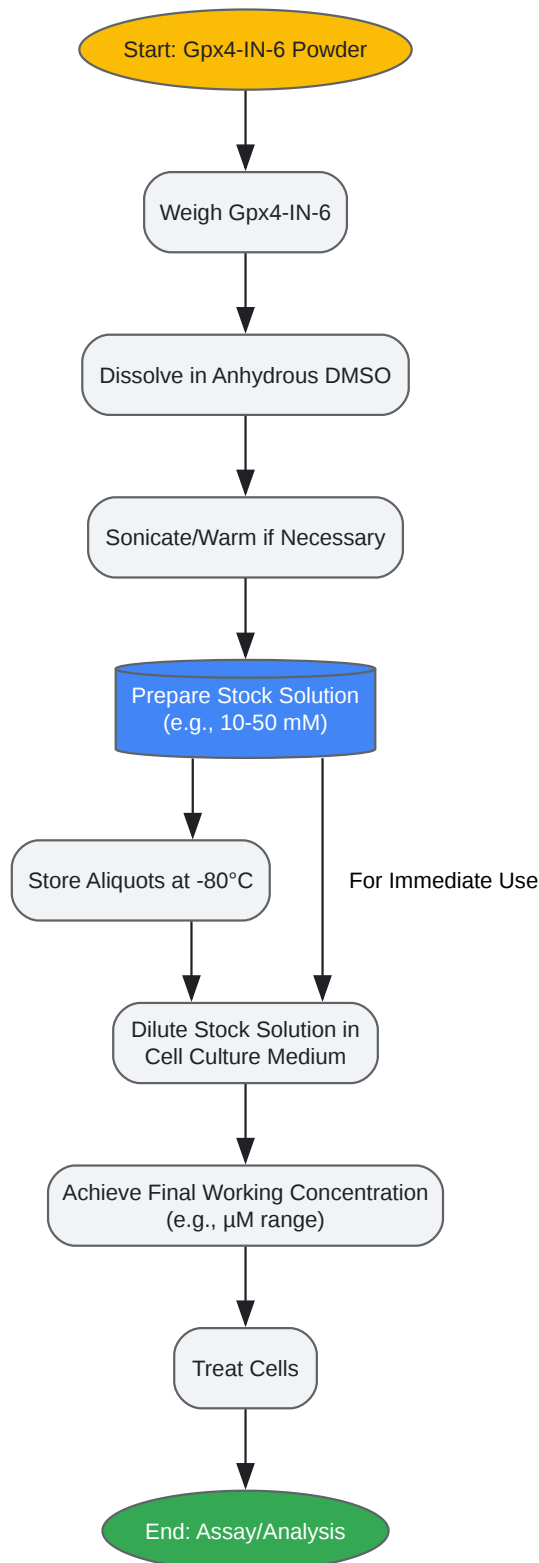 Start: Gpx4-IN-6 Powder
Weigh Gpx4-IN-6
Dissolve in Anhydrous DMSO
Sonicate/Warm if Necessary
Prepare Stock Solution
(e.g., 10-50 mM)
Store Aliquots at -80°C
For Immediate Use
Dilute Stock Solution in
Cell Culture Medium
Achieve Final Working Concentration
(e.g., µM range)
Treat Cells
End: Assay/Analysis